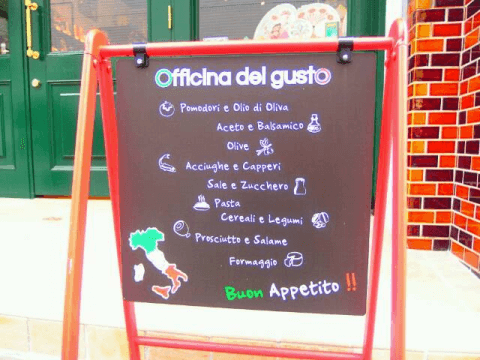 Officina del gusto
Pomodori e Olio di Oliva
Aceto e Balsamico
Olive
Acciughe e Capperi
Sale e Zucchero
Pasta
Cereali e Legumi
Prosciutto e Salame
Formaggio
Buon Appetito !!